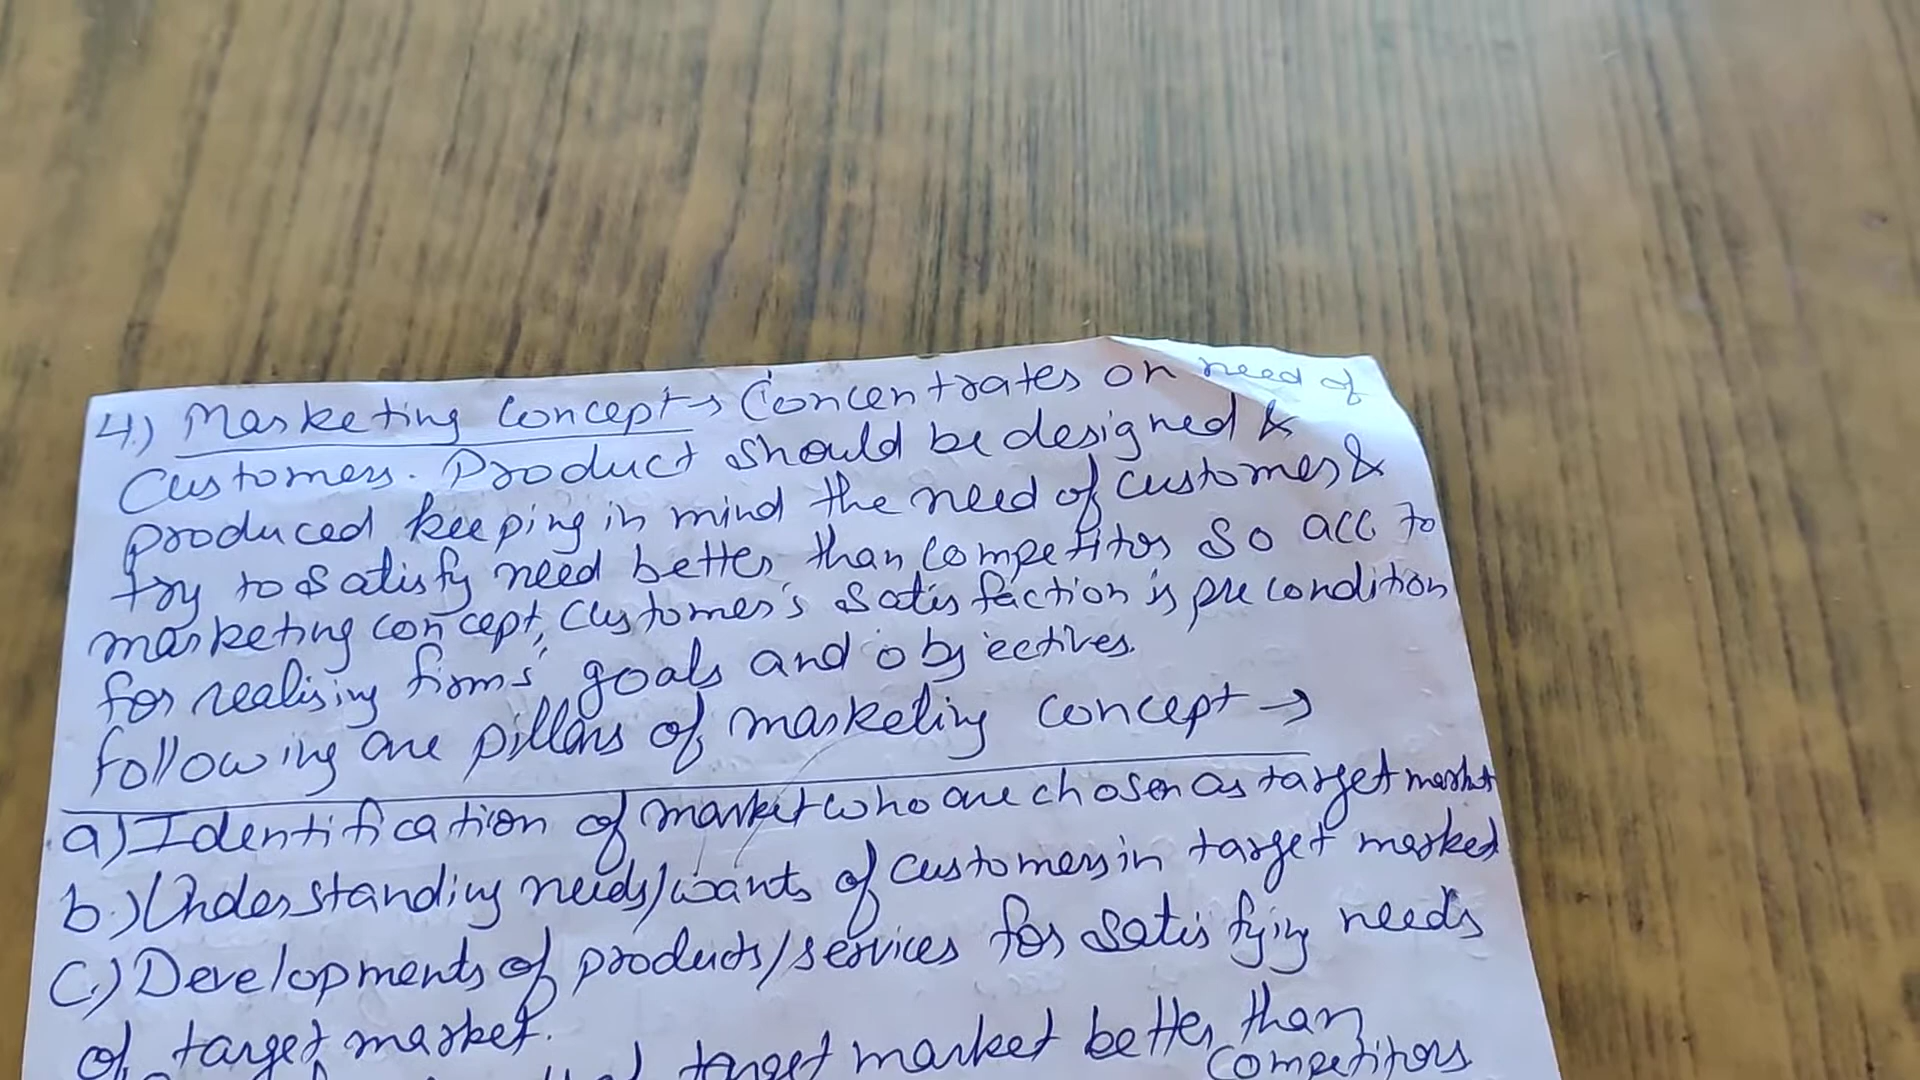 4.) Marketing Concept → Concentrates on need of
Customers. Product should be designed &
produced keeping in mind the need of customer &
try to satisfy need better than Competitor So acc to
marketing concept, Customer's Satisfaction is pre condition
for realising firms' goals and objectives.
Following are pillars of marketing concept →
a) Identification of market who are chosen as target market
b.) Understanding needs/wants of customers in target market
C.) Developments of products/services for satisfying needs
of target market.
target market better than
Competitors